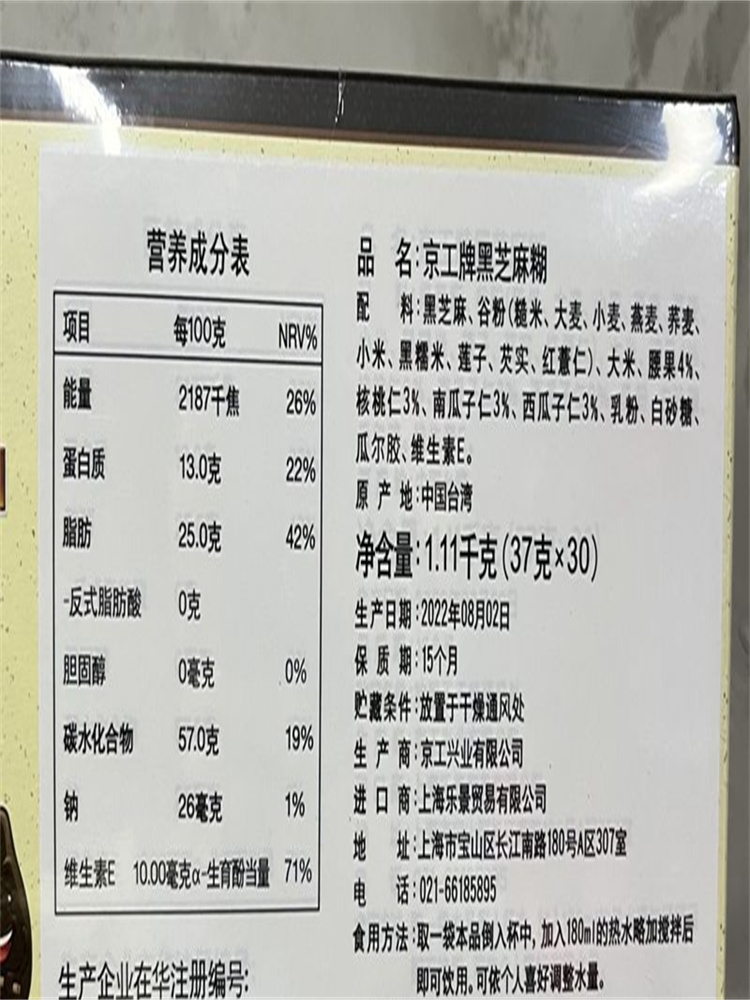 营养成分表
项目 每100克 NRV%
能量 2187千焦 26%
蛋白质 13.0克 22%
脂肪 25.0克 42%
-反式脂肪酸 0克
胆固醇 0毫克 0%
碳水化合物 57.0克 19%
钠 26毫克 1%
维生素E 10.00毫克α-生育酚当量 71%
生产企业在华注册编号:
品名:京工牌黑芝麻糊
配料:黑芝麻、谷粉(糙米、大麦、小麦、燕麦、荞麦、
小米、黑糯米、莲子、芡实、红薏仁)、大米、腰果4%、
核桃仁3%、南瓜子仁3%、西瓜子仁3%、乳粉、白砂糖、
瓜尔胶、维生素E。
原产地:中国台湾
净含量:1.11千克(37克×30)
生产日期:2022年08月02日
保质期:15个月
贮藏条件:放置于干燥通风处
生产商:京工兴业有限公司
进口商:上海乐景贸易有限公司
地址:上海市宝山区长江南路180号A区307室
电话:021-66185895
食用方法:取一袋本品倒入杯中,加入180ml的热水略加搅拌后
即可饮用。可依个人喜好调整水量。